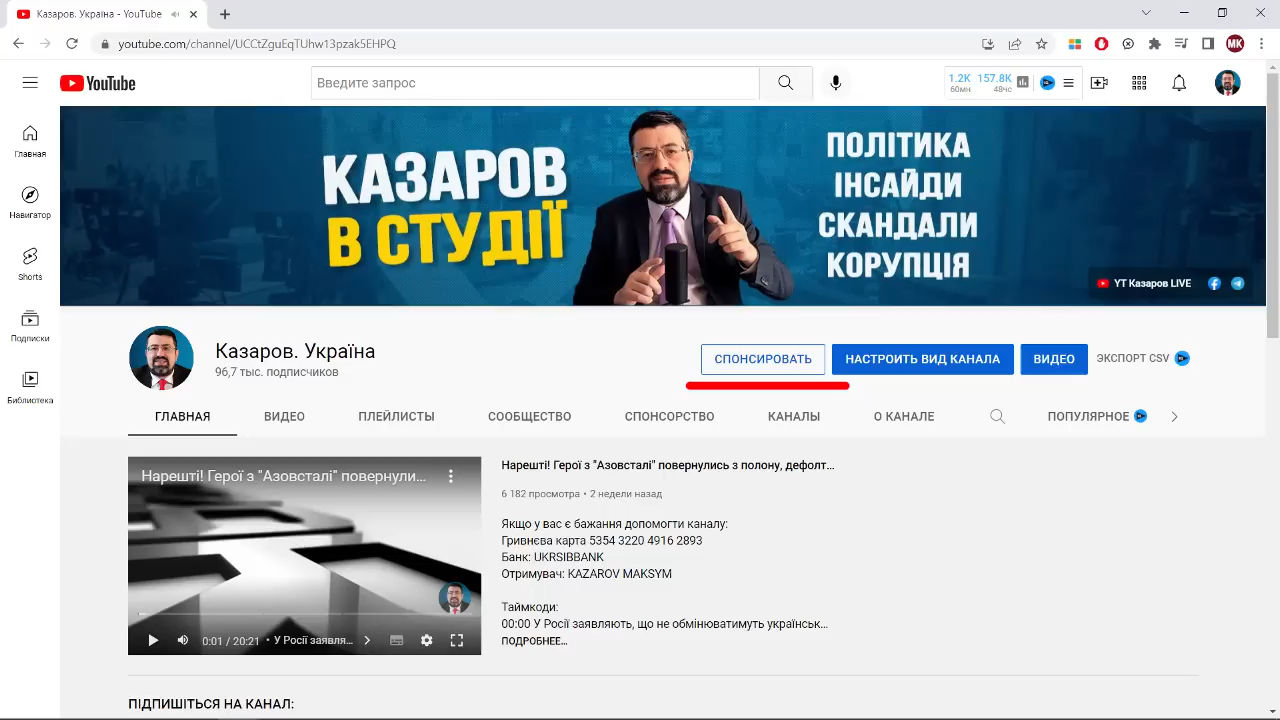 Казаров. Україна - YouTube
youtube.com/channel/UCCtZguEqTUhw13pzak5FUPQ
MK
YouTube
Введите запрос
1.2K 157.8K
60мн 48чс
Главная
Навигатор
Shorts
Подписки
Библиотека
КАЗАРОВ
В СТУДІЇ
ПОЛІТИКА
ІНСАЙДИ
СКАНДАЛИ
КОРУПЦІЯ
YT Казаров LIVE
Казаров. Україна
96,7 тыс. подписчиков
СПОНСИРОВАТЬ
НАСТРОИТЬ ВИД КАНАЛА
ВИДЕО
ЭКСПОРТ CSV
ГЛАВНАЯ
ВИДЕО
ПЛЕЙЛИСТЫ
СООБЩЕСТВО
СПОНСОРСТВО
КАНАЛЫ
О КАНАЛЕ
ПОПУЛЯРНОЕ
Нарешті! Герої з "Азовсталі" повернули...
0:01 / 20:21 • У Росії заявля...
Нарешті! Герої з "Азовсталі" повернулись з полону, дефолт...
6 182 просмотра • 2 недели назад
Якщо у вас є бажання допомогти каналу:
Гривнєва карта 5354 3220 4916 2893
Банк: UKRSIBBANK
Отримувач: KAZAROV MAKSYM
Таймкоди:
00:00 У Росії заявляють, що не обмінюватимуть українськ...
ПОДРОБНЕЕ...
ПІДПИШІТЬСЯ НА КАНАЛ: